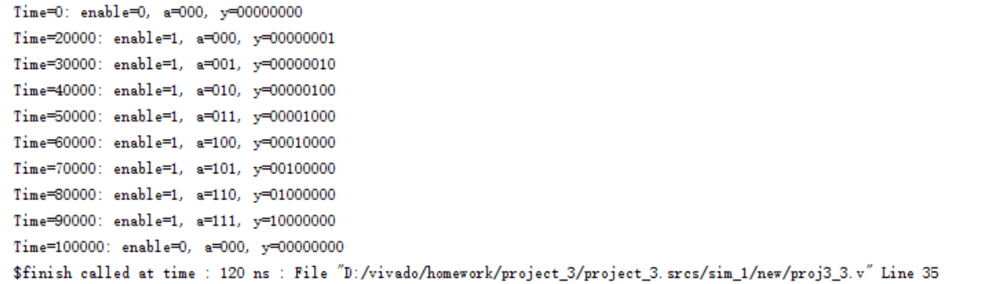 Time=0: enable=0, a=000, y=00000000
Time=20000: enable=1, a=000, y=00000001
Time=30000: enable=1, a=001, y=00000010
Time=40000: enable=1, a=010, y=00000100
Time=50000: enable=1, a=011, y=00001000
Time=60000: enable=1, a=100, y=00010000
Time=70000: enable=1, a=101, y=00100000
Time=80000: enable=1, a=110, y=01000000
Time=90000: enable=1, a=111, y=10000000
Time=100000: enable=0, a=000, y=00000000
$finish called at time : 120 ns : File "D:/vivado/homework/project_3/project_3.srcs/sim_1/new/proj3_3.v" Line 35